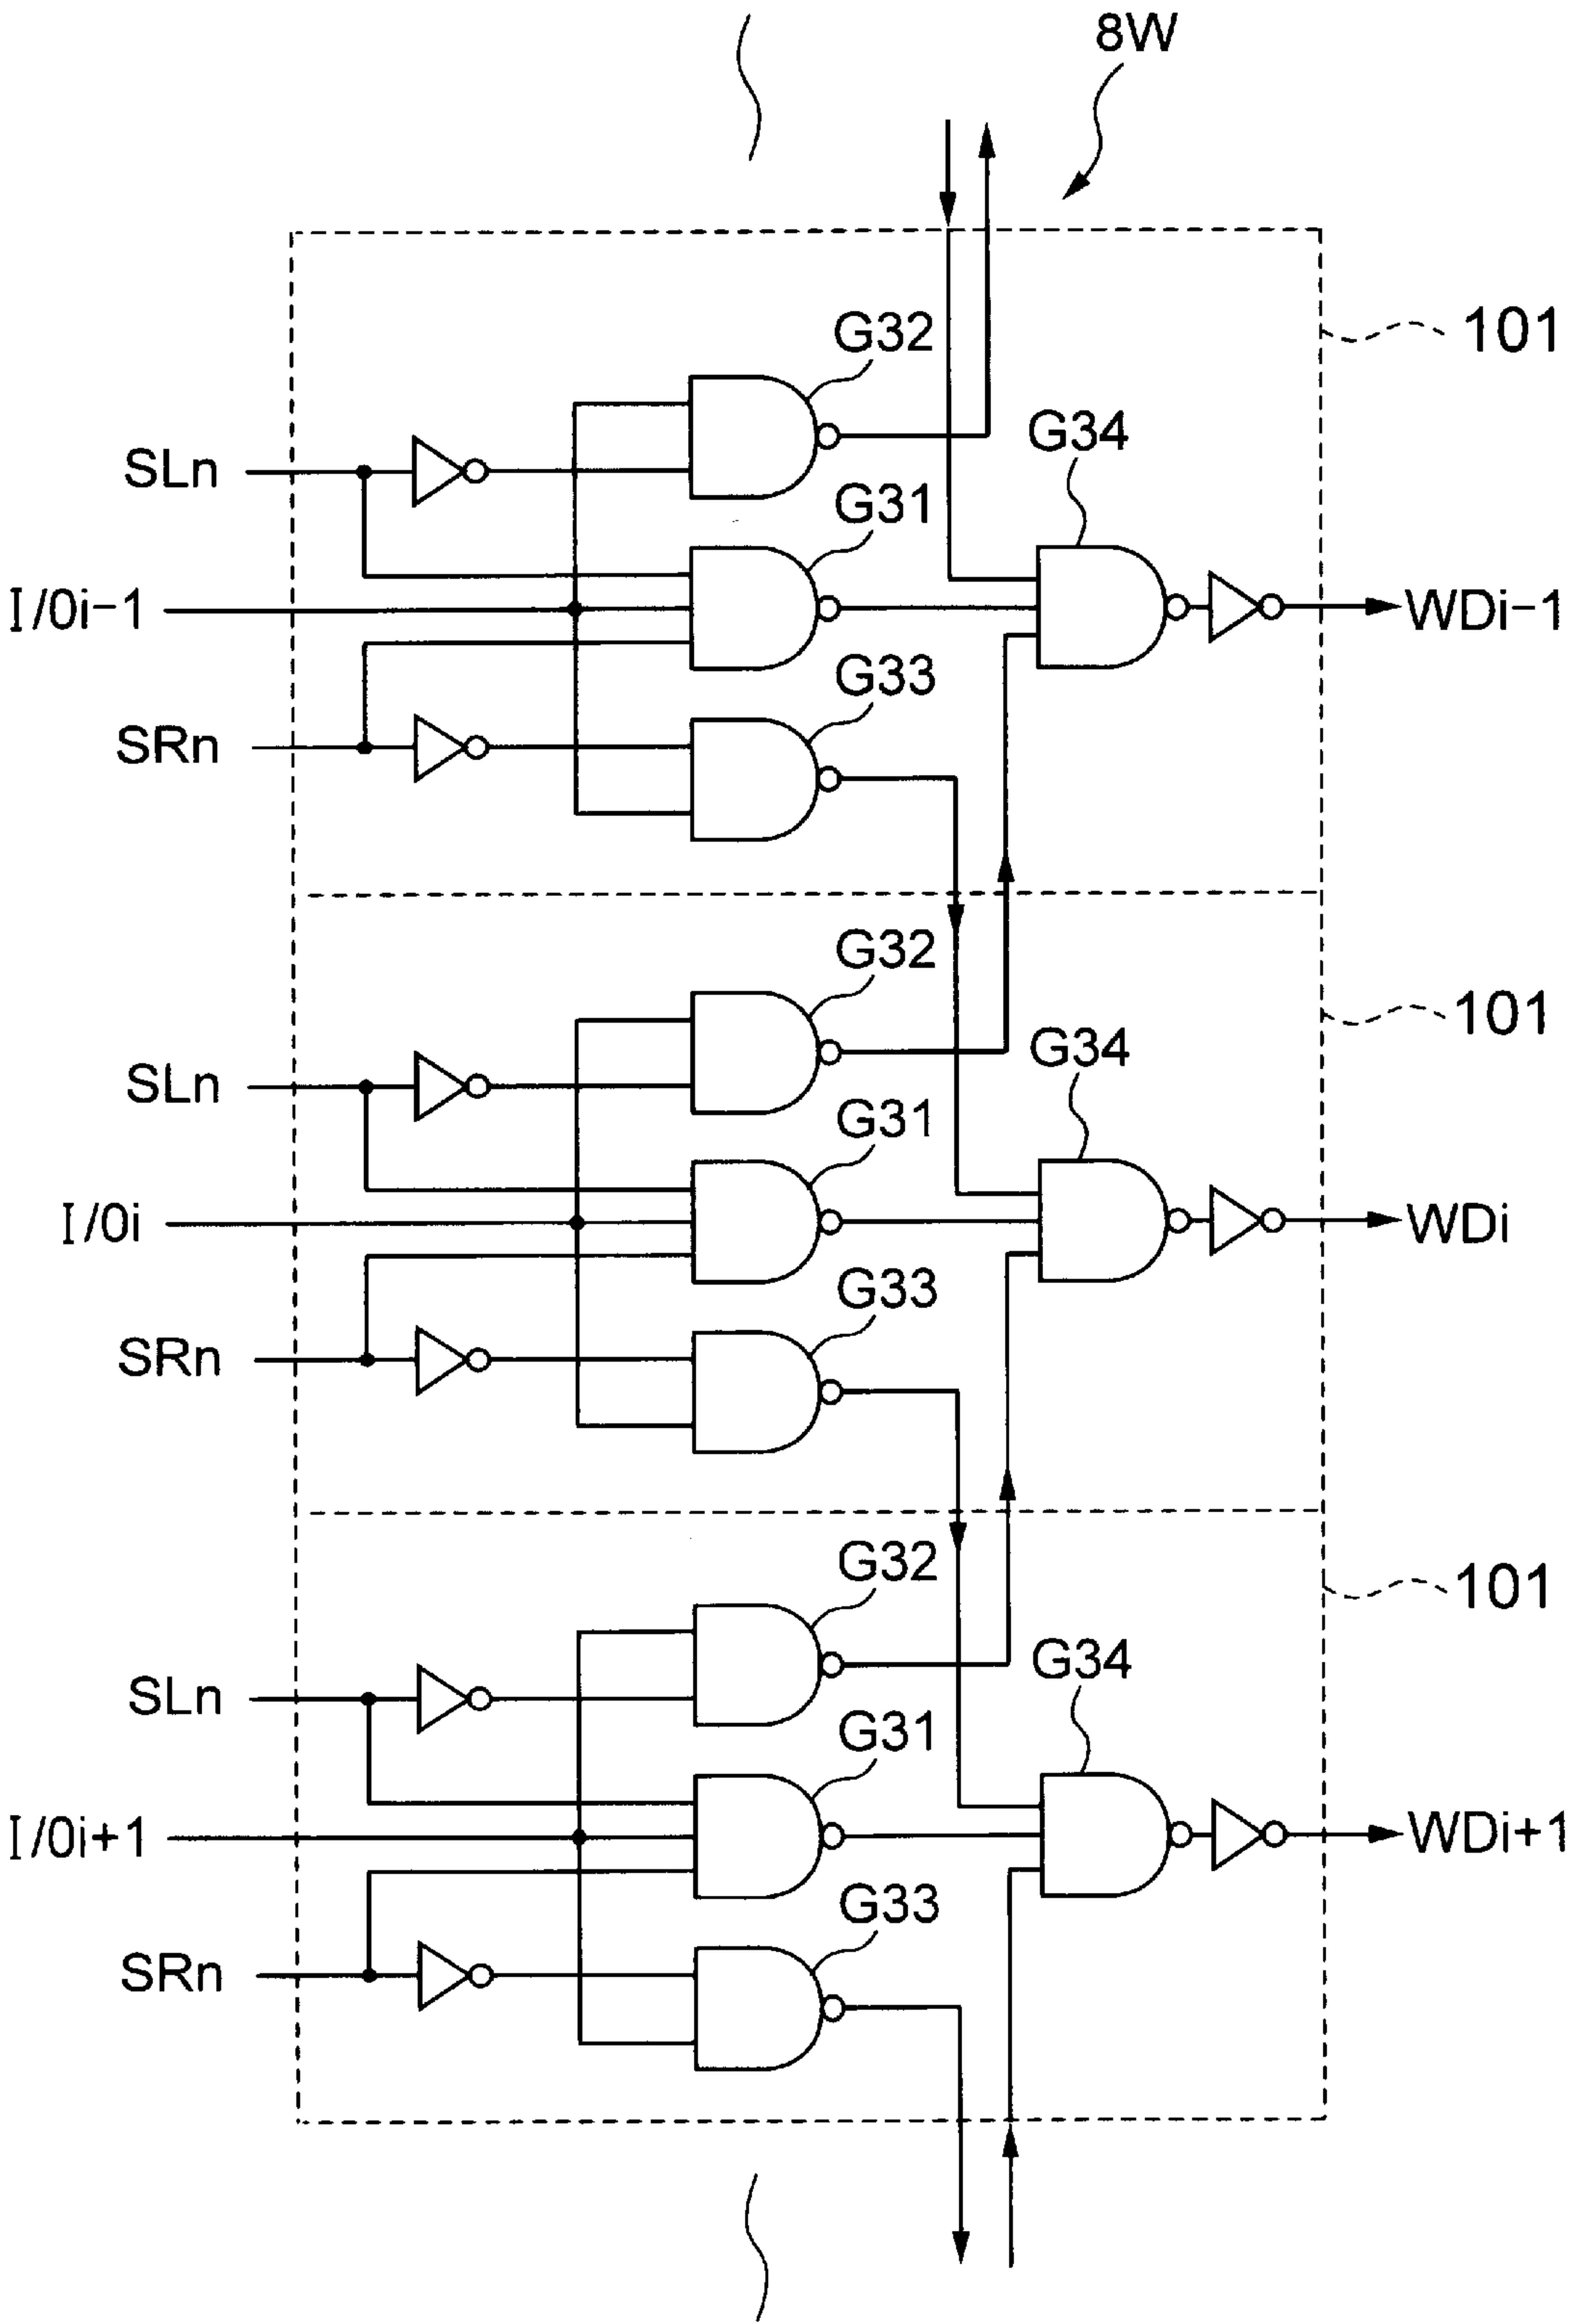 8W
101
G32
G34
SLn
G31
I/0i-1
WDi-1
G33
SRn
G32
101
G34
SLn
G31
I/0i
WDi
G33
SRn
G32
101
G34
SLn
G31
I/0i+1
WDi+1
G33
SRn